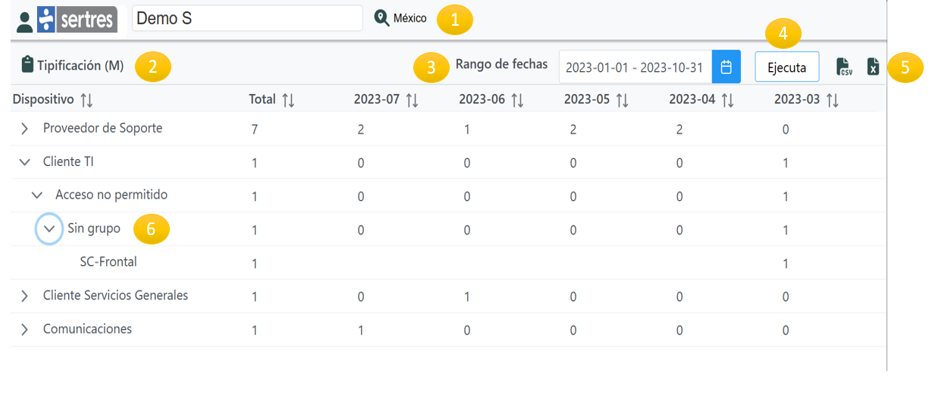 sertres Demo S México 1
4
Tipificación (M) 2 3 Rango de fechas 2023-01-01 - 2023-10-31 Ejecuta CSV X 5
Dispositivo Total 2023-07 2023-06 2023-05 2023-04 2023-03
Proveedor de Soporte 7 2 1 2 2 0
Cliente TI 1 0 0 0 0 1
Acceso no permitido 1 0 0 0 0 1
Sin grupo 6 1 0 0 0 0 1
SC-Frontal 1 1
Cliente Servicios Generales 1 0 1 0 0 0
Comunicaciones 1 1 0 0 0 0